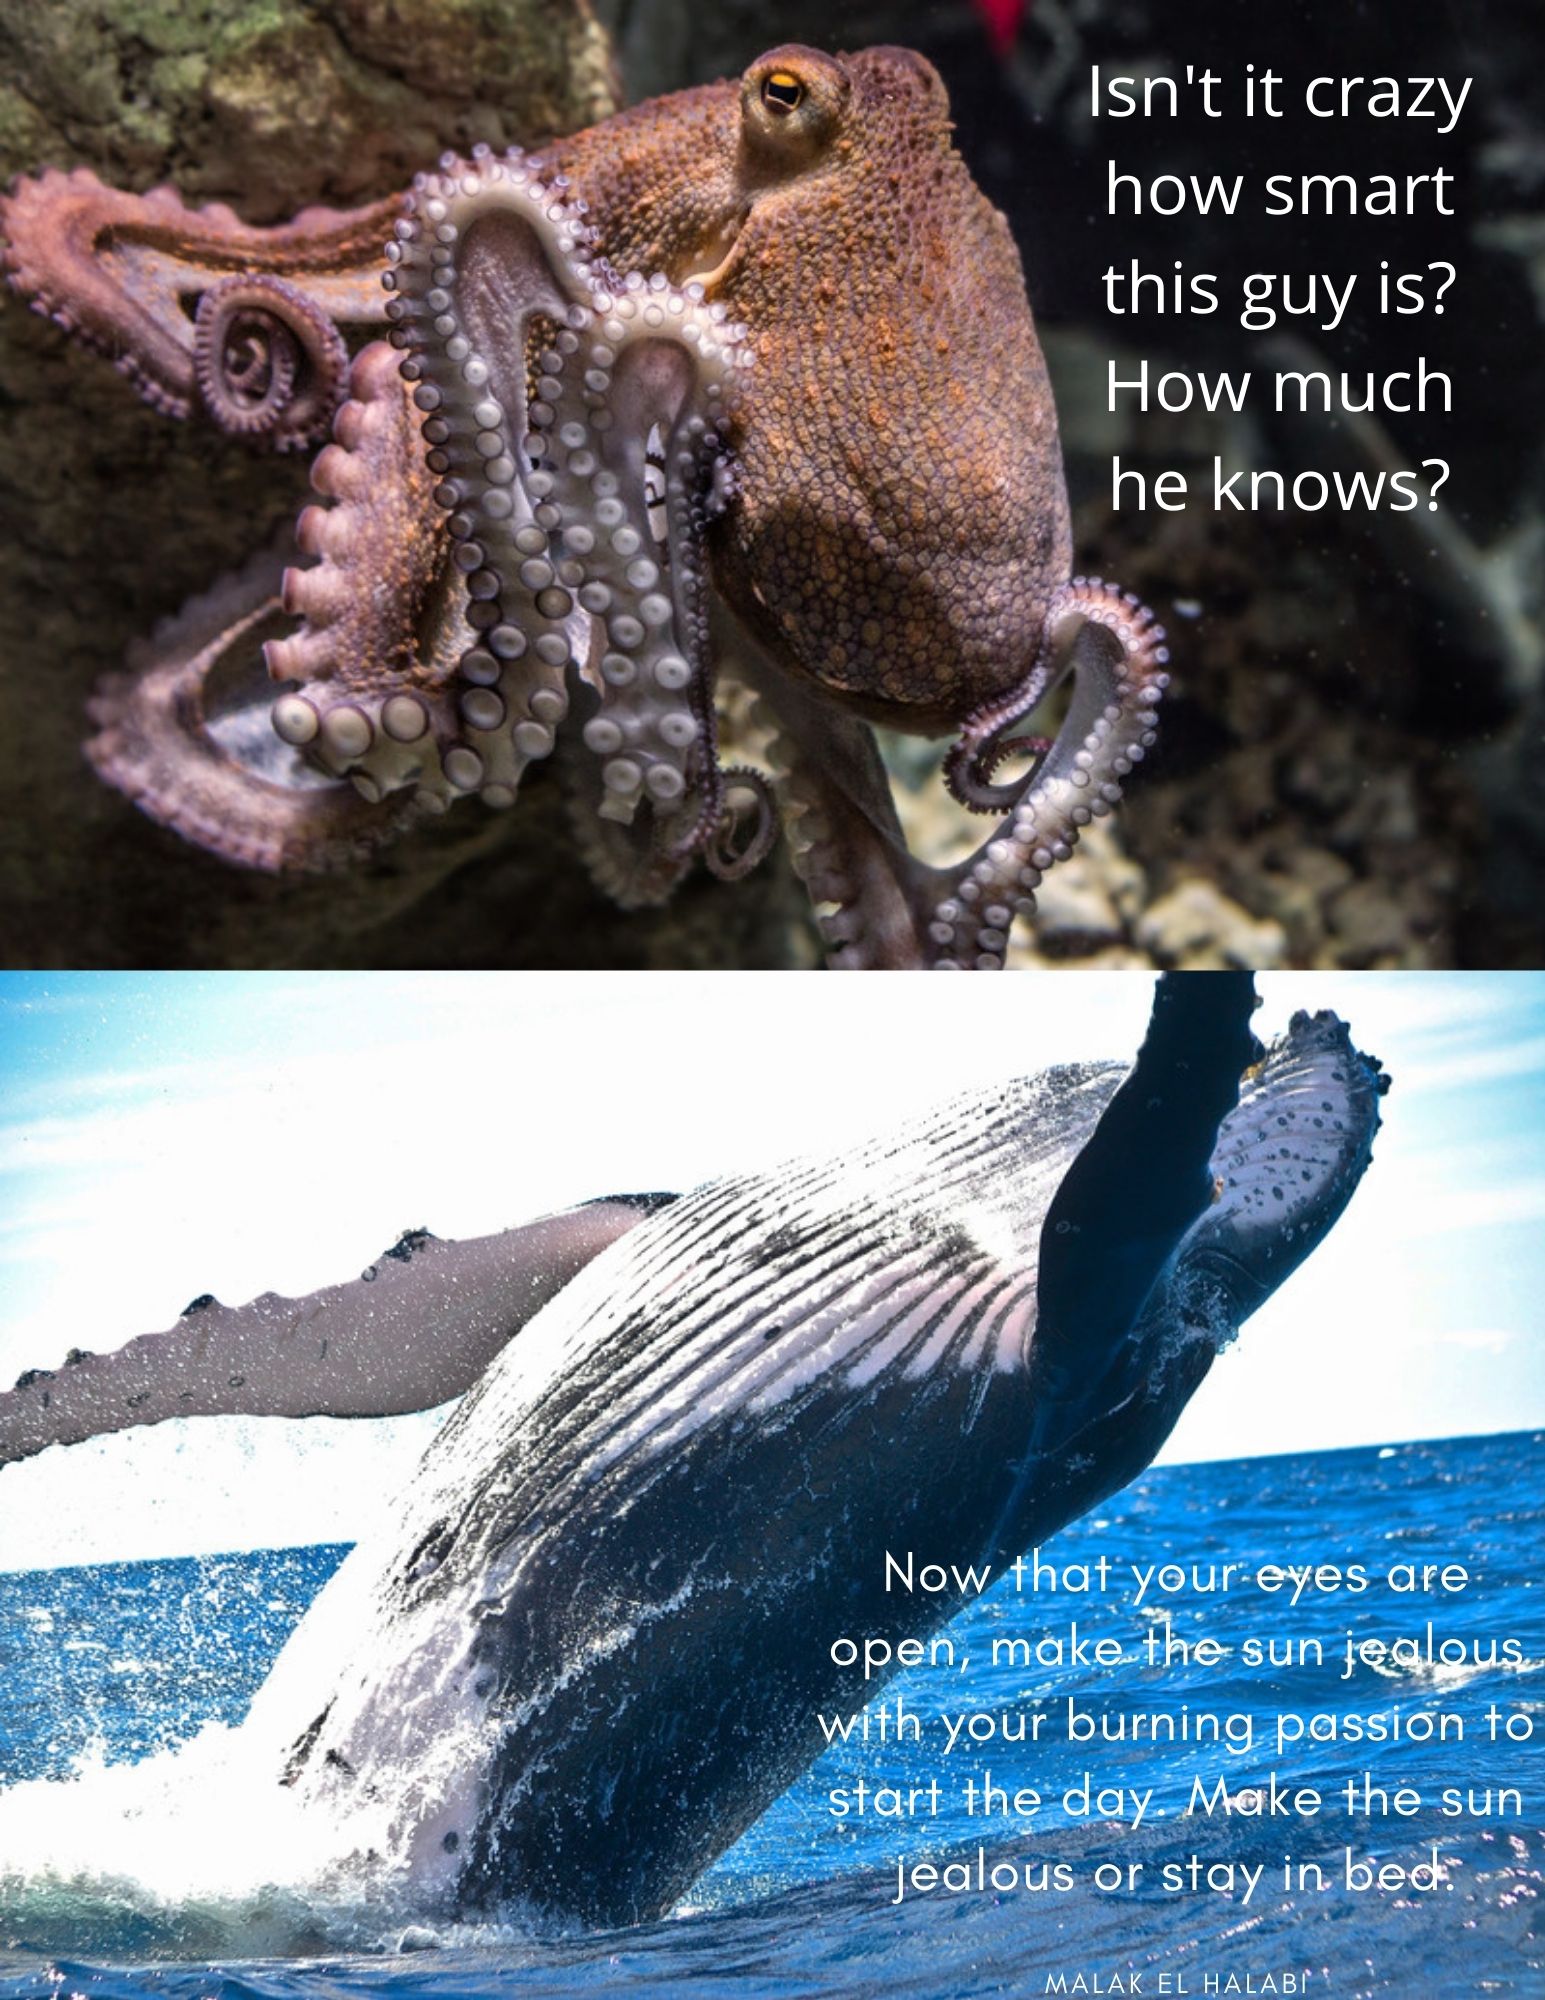 Isn't it crazy
how smart
this guy is?
How much
he knows?
Now that your eyes are
open, make the sun jealous
with your burning passion to
start the day. Make the sun
jealous or stay in bed.
MALAK EL HALABI